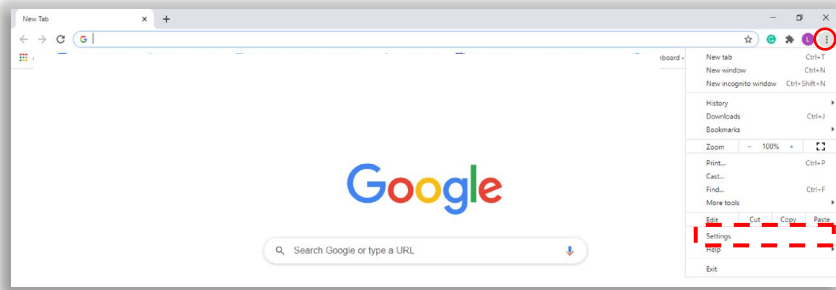 New Tab
G
L
board
New tab Ctrl+T
New window Ctrl+N
New incognito window Ctrl+Shift+N
History
Downloads Ctrl+J
Bookmarks
Zoom - 100% +
Print... Ctrl+P
Cast...
Find... Ctrl+F
More tools
Edit Cut Copy Paste
Settings
Help
Exit
Google
Search Google or type a URL